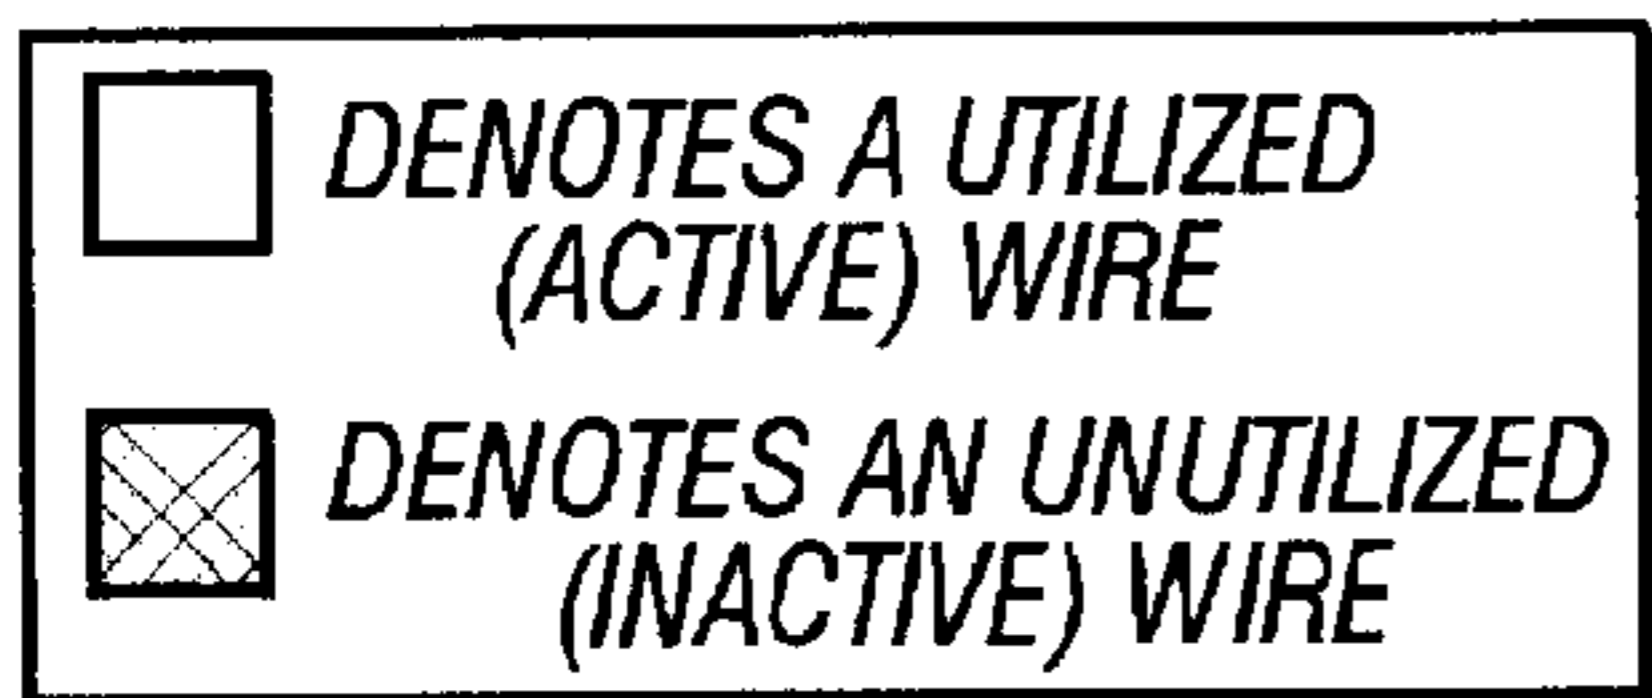 DENOTES A UTILIZED
(ACTIVE) WIRE
DENOTES AN UNUTILIZED
(INACTIVE) WIRE